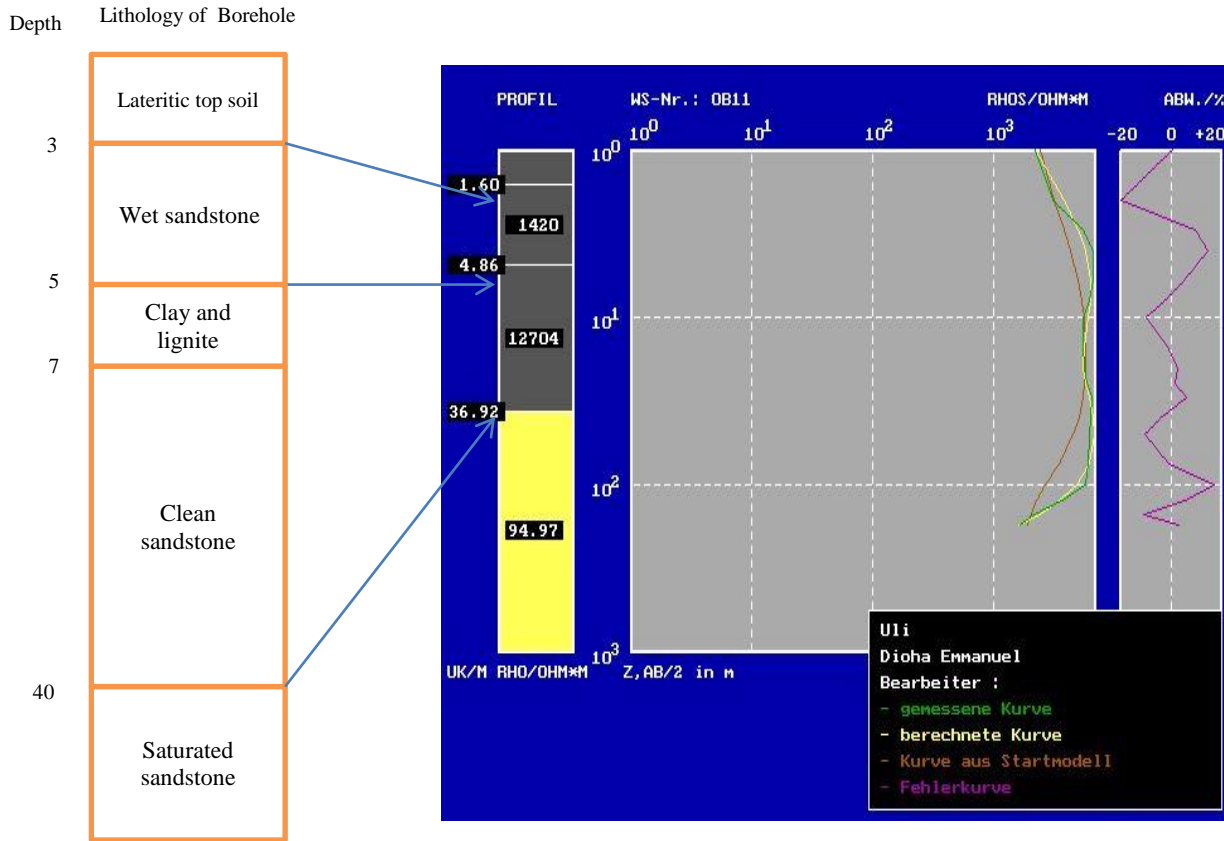 Depth
Lithology of Borehole
Lateritic top soil
3
Wet sandstone
5
Clay and
lignite
7
Clean
sandstone
40
Saturated
sandstone
PROFIL
WS-Nr.: OB11
RHOS/OHM*M
ABW./%
10^0
10^1
10^2
10^3
-20
0
+20
10^0
1.60
1420
4.86
10^1
12704
36.92
10^2
94.97
10^3
UK/M RHO/OHM*M
Z,AB/2 in m
Uli
Dioha Emmanuel
Bearbeiter :
- gemessene Kurve
- berechnete Kurve
- Kurve aus Startmodell
- Fehlerkurve